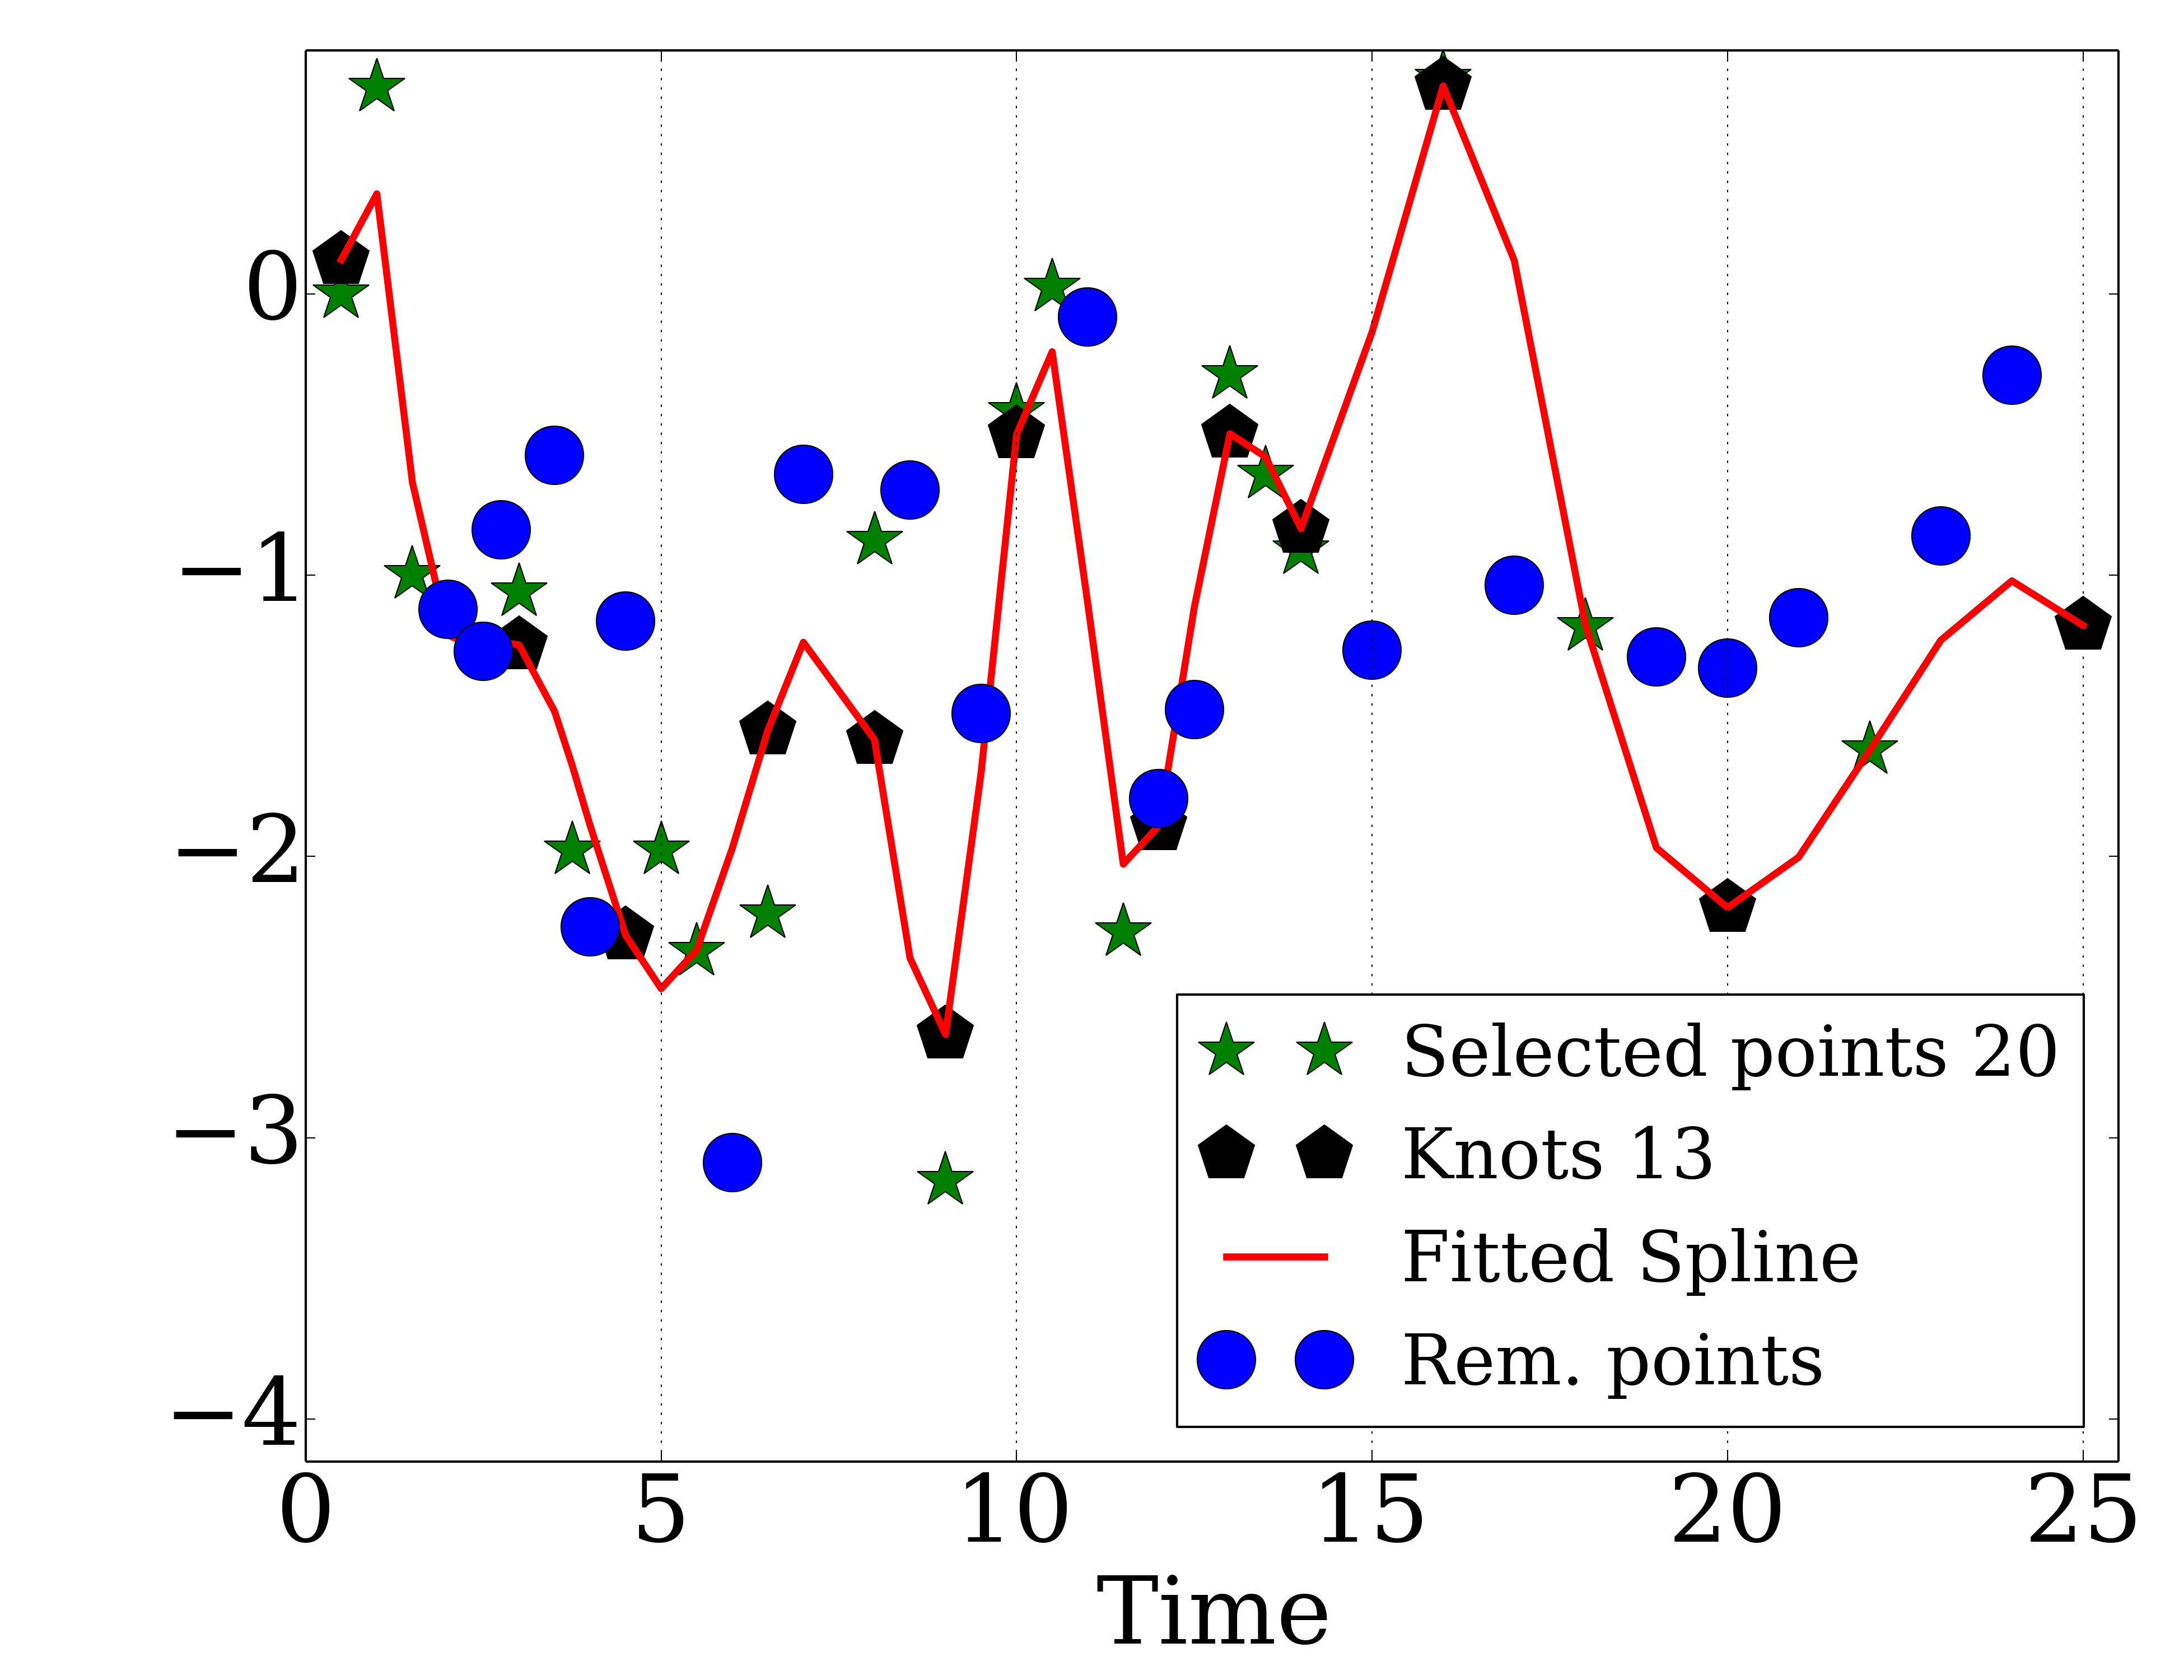 0
−1
−2
−3
−4
Selected points 20
Knots 13
Fitted Spline
Rem. points
0 5 10 15 20 25
Time